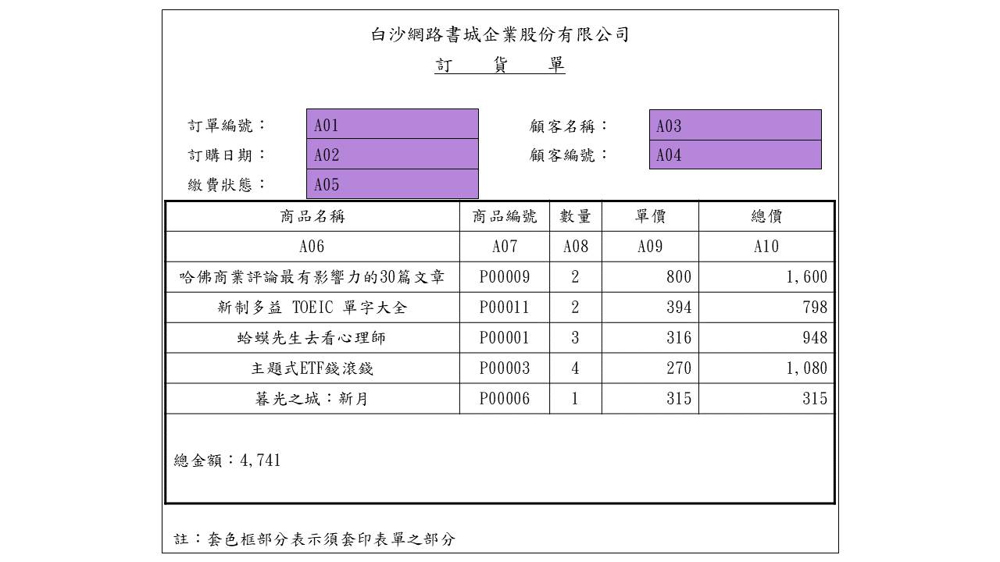 白沙網路書城企業股份有限公司
訂 貨 單
訂單編號： A01 顧客名稱： A03
訂購日期： A02 顧客編號： A04
繳費狀態： A05
商品名稱 商品編號 數量 單價 總價
A06 A07 A08 A09 A10
哈佛商業評論最有影響力的30篇文章 P00009 2 800 1,600
新制多益 TOEIC 單字大全 P00011 2 394 798
蛤蟆先生去看心理師 P00001 3 316 948
主題式ETF錢滾錢 P00003 4 270 1,080
暮光之城：新月 P00006 1 315 315
總金額：4,741
註：套色框部分表示須套印表單之部分